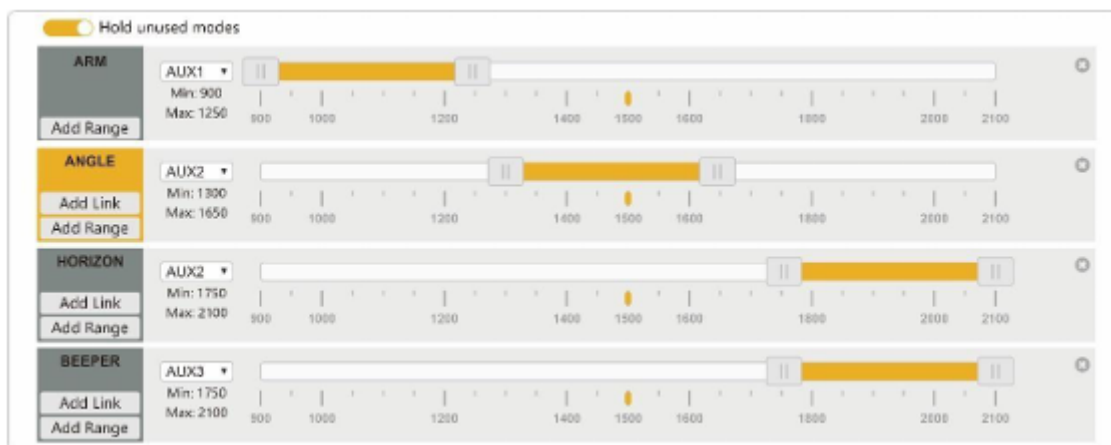 Hold unused modes
ARM
AUX1
Min: 900
Max: 1250
Add Range
900 1000 1200 1400 1500 1600 1800 2000 2100
ANGLE
AUX2
Min: 1300
Max: 1650
Add Link
Add Range
900 1000 1200 1400 1500 1600 1800 2000 2100
HORIZON
AUX2
Min: 1750
Max: 2100
Add Link
Add Range
900 1000 1200 1400 1500 1600 1800 2000 2100
BEEPER
AUX3
Min: 1750
Max: 2100
Add Link
Add Range
900 1000 1200 1400 1500 1600 1800 2000 2100